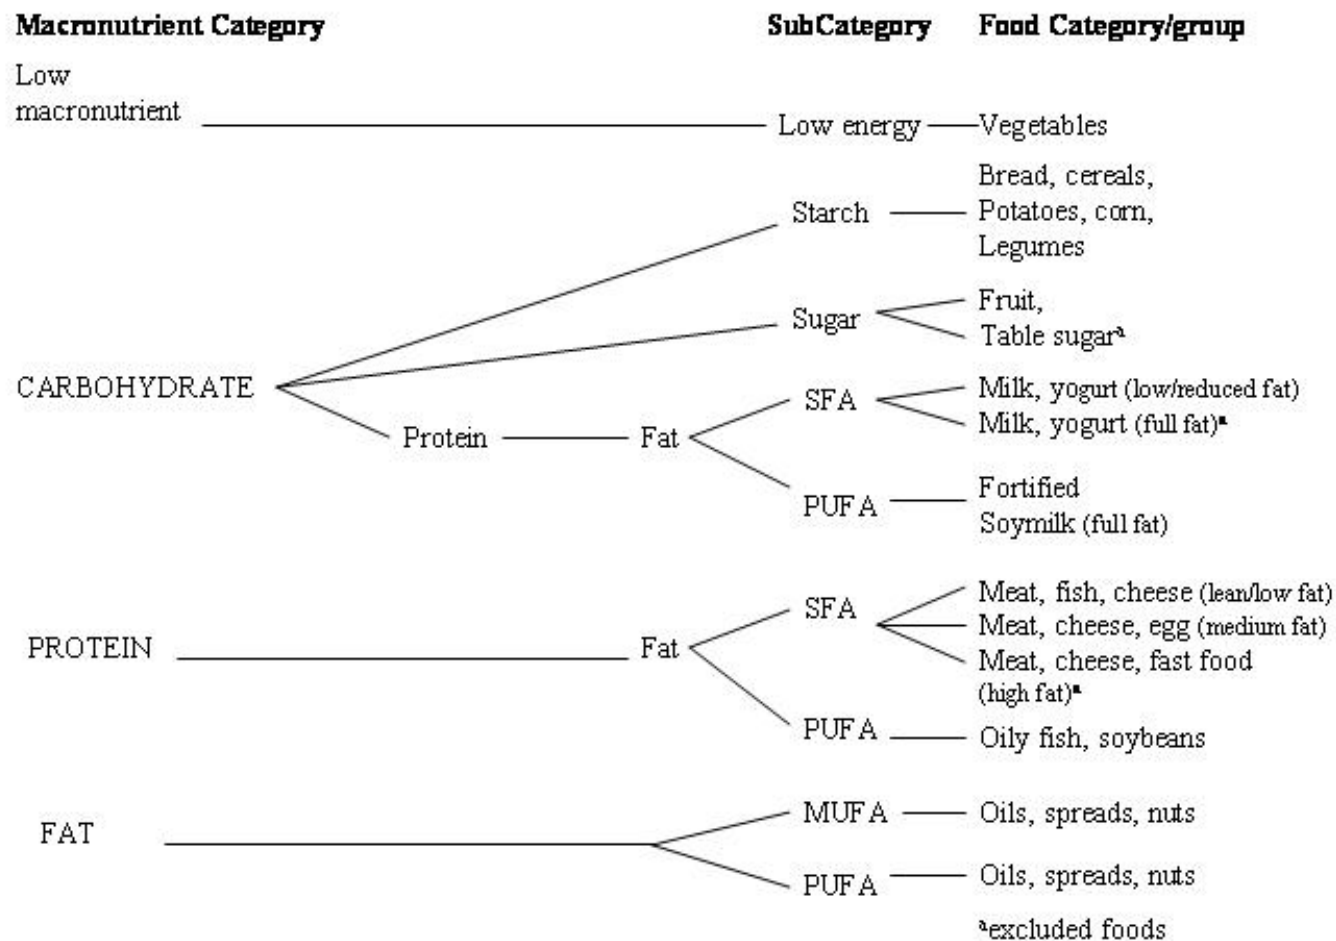 Macronutrient Category SubCategory Food Category/group
Low
macronutrient
Low energy Vegetables
Bread, cereals,
Starch Potatoes, corn,
Legumes
Fruit,
Sugar
Table sugarª
CARBOHYDRATE
SFA Milk, yogurt (low/reduced fat)
Milk, yogurt (full fat)ª
Protein Fat
PUFA Fortified
Soymilk (full fat)
Meat, fish, cheese (lean/low fat)
SFA
Meat, cheese, egg (medium fat)
PROTEIN Fat
Meat, cheese, fast food
(high fat)ª
PUFA Oily fish, soybeans
MUFA Oils, spreads, nuts
FAT
PUFA Oils, spreads, nuts
ªexcluded foods